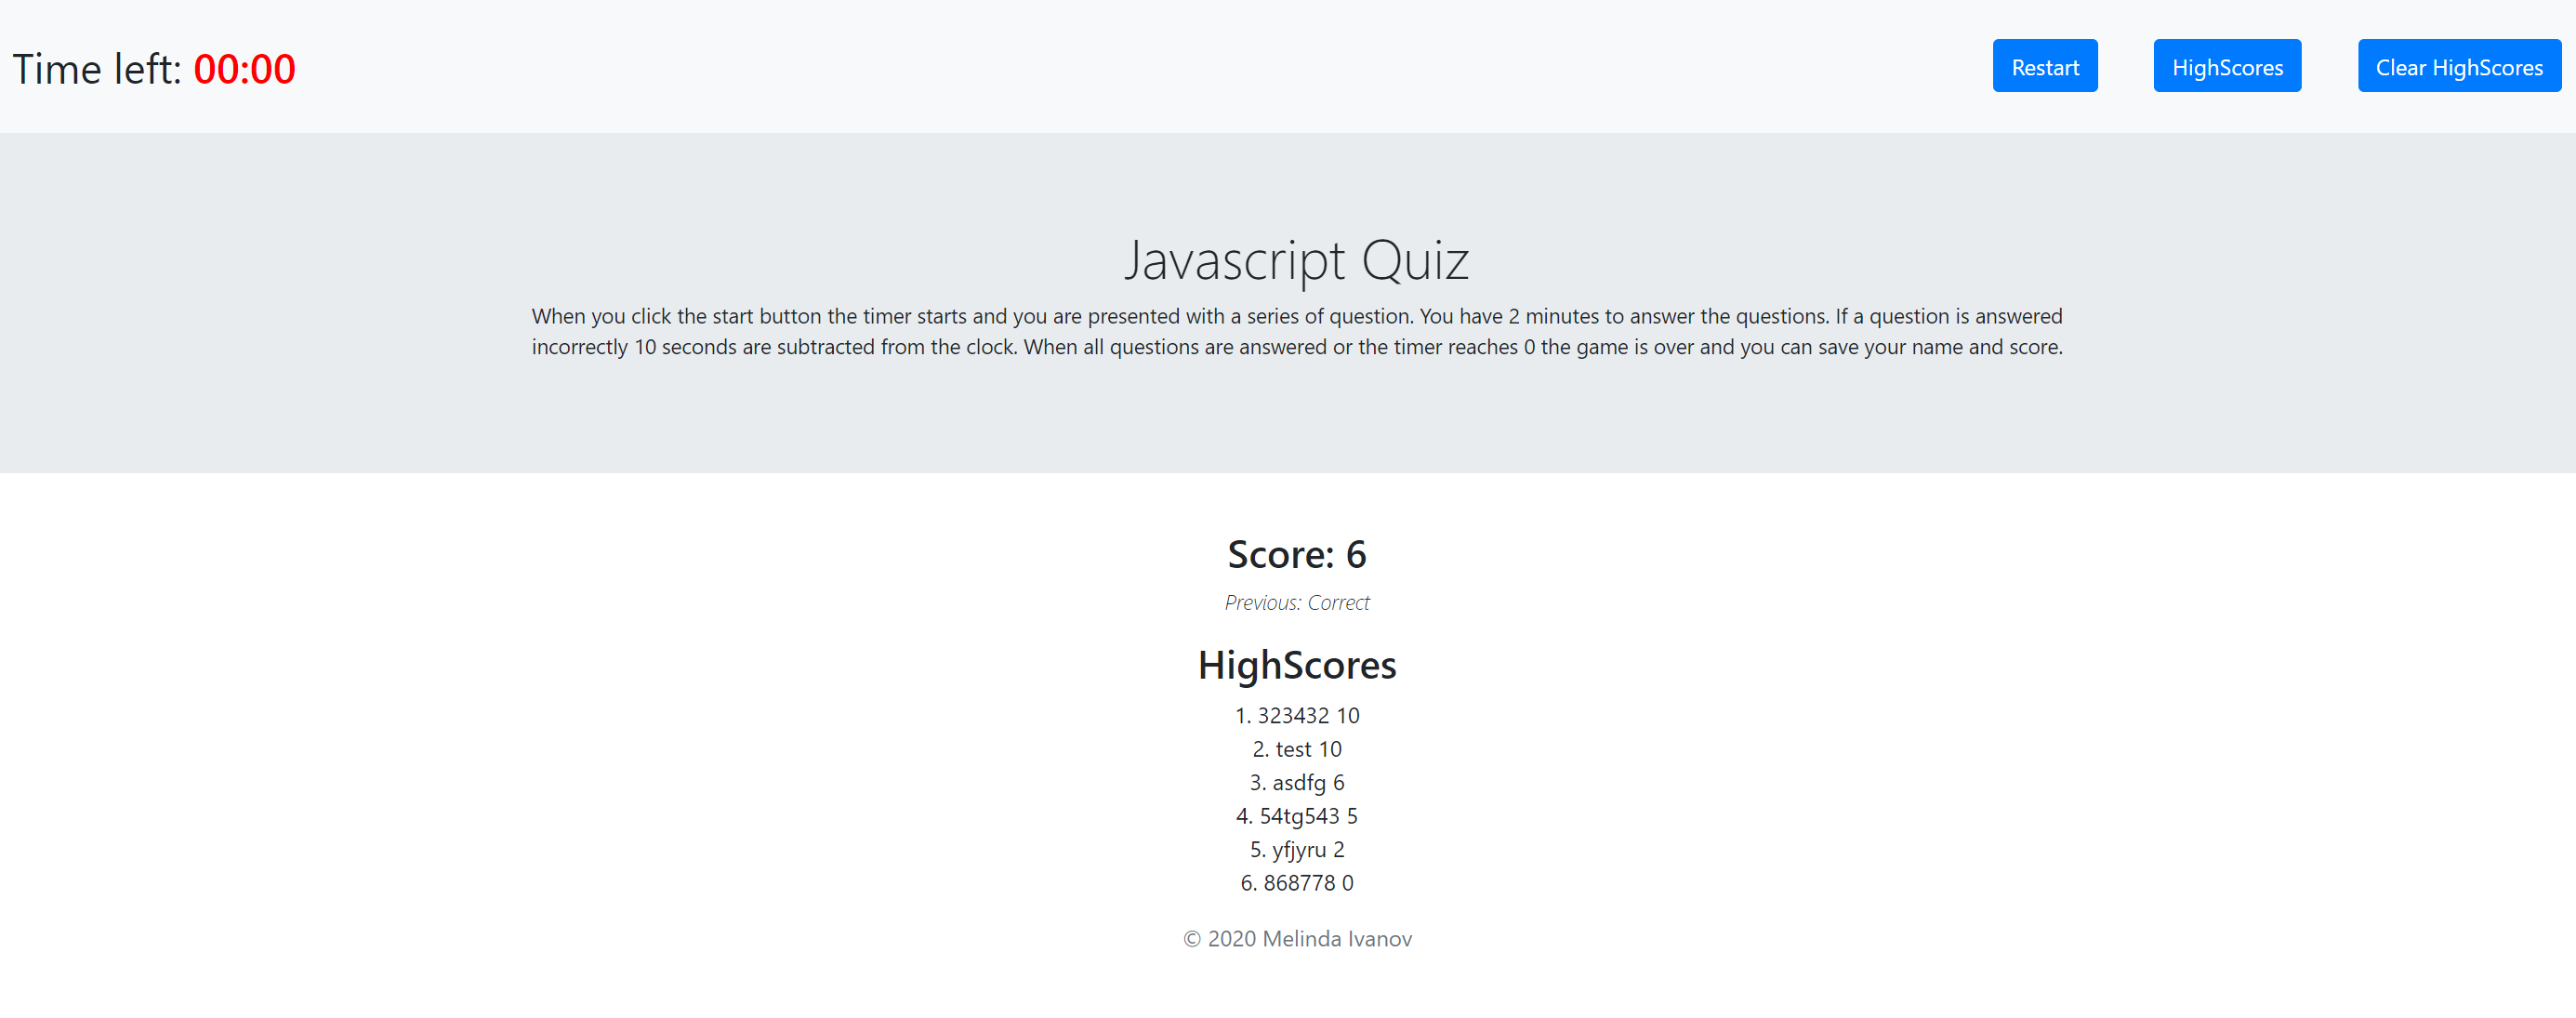 Time left: 00:00
Restart
HighScores
Clear HighScores
Javascript Quiz
When you click the start button the timer starts and you are presented with a series of question. You have 2 minutes to answer the questions. If a question is answered
incorrectly 10 seconds are subtracted from the clock. When all questions are answered or the timer reaches 0 the game is over and you can save your name and score.
Score: 6
Previous: Correct
HighScores
1. 323432 10
2. test 10
3. asdfg 6
4. 54tg543 5
5. yfjyru 2
6. 868778 0
© 2020 Melinda Ivanov